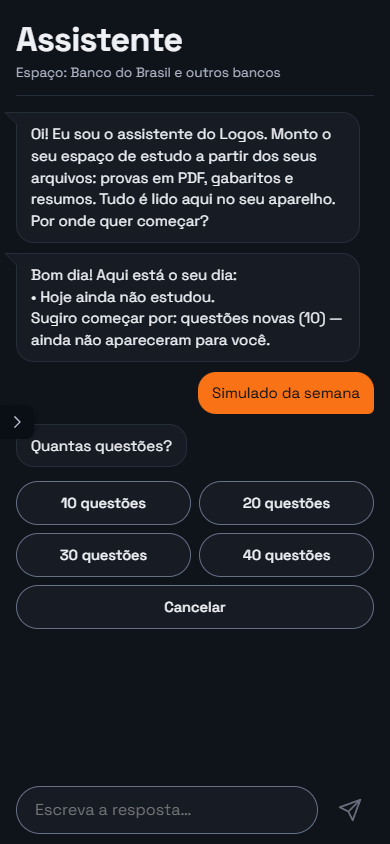 Assistente
Espaço: Banco do Brasil e outros bancos
Oi! Eu sou o assistente do Logos. Monto o
seu espaço de estudo a partir dos seus
arquivos: provas em PDF, gabaritos e
resumos. Tudo é lido aqui no seu aparelho.
Por onde quer começar?
Bom dia! Aqui está o seu dia:
• Hoje ainda não estudou.
Sugiro começar por: questões novas (10) —
ainda não apareceram para você.
Simulado da semana
Quantas questões?
10 questões
20 questões
30 questões
40 questões
Cancelar
Escreva a resposta...